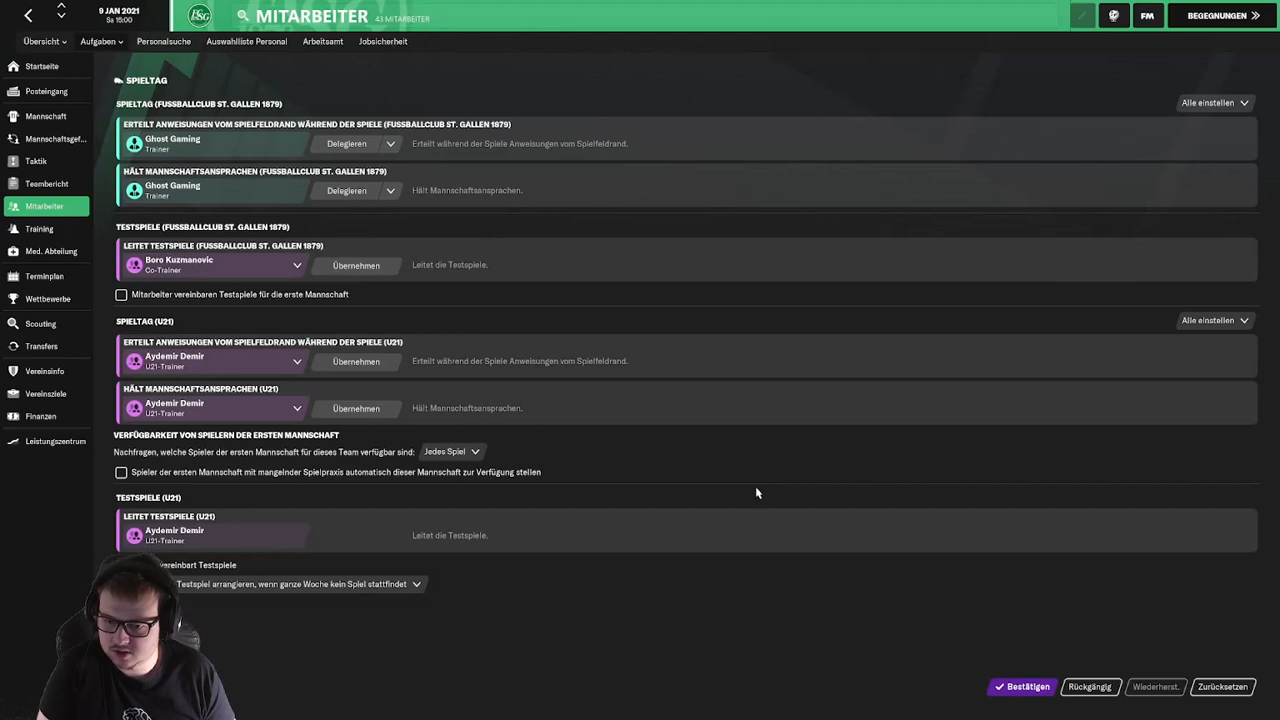 9 JAN 2021
Sa 15:00
FCSG
MITARBEITER 43 MITARBEITER
FM
BEGEGNUNGEN
Übersicht
Aufgaben
Personalsuche
Auswahlliste Personal
Arbeitsamt
Jobsicherheit
Startseite
Posteingang
Mannschaft
Mannschaftsgef...
Taktik
Teambericht
Mitarbeiter
Training
Med. Abteilung
Terminplan
Wettbewerbe
Scouting
Transfers
Vereinsinfo
Vereinsziele
Finanzen
Leistungszentrum
SPIELTAG
SPIELTAG (FUSSBALLCLUB ST. GALLEN 1879)
Alle einstellen
ERTEILT ANWEISUNGEN VOM SPIELFELDRAND WÄHREND DER SPIELE (FUSSBALLCLUB ST. GALLEN 1879)
Ghost Gaming
Trainer
Delegieren
Erteilt während der Spiele Anweisungen vom Spielfeldrand.
HÄLT MANNSCHAFTSANSPRACHEN (FUSSBALLCLUB ST. GALLEN 1879)
Ghost Gaming
Trainer
Delegieren
Hält Mannschaftsansprachen.
TESTSPIELE (FUSSBALLCLUB ST. GALLEN 1879)
LEITET TESTSPIELE (FUSSBALLCLUB ST. GALLEN 1879)
Boro Kuzmanovic
Co-Trainer
Übernehmen
Leitet die Testspiele.
Mitarbeiter vereinbaren Testspiele für die erste Mannschaft
SPIELTAG (U21)
Alle einstellen
ERTEILT ANWEISUNGEN VOM SPIELFELDRAND WÄHREND DER SPIELE (U21)
Aydemir Demir
U21-Trainer
Übernehmen
Erteilt während der Spiele Anweisungen vom Spielfeldrand.
HÄLT MANNSCHAFTSANSPRACHEN (U21)
Aydemir Demir
U21-Trainer
Übernehmen
Hält Mannschaftsansprachen.
VERFÜGBARKEIT VON SPIELERN DER ERSTEN MANNSCHAFT
Nachfragen, welche Spieler der ersten Mannschaft für dieses Team verfügbar sind: Jedes Spiel
Spieler der ersten Mannschaft mit mangelnder Spielpraxis automatisch dieser Mannschaft zur Verfügung stellen
TESTSPIELE (U21)
LEITET TESTSPIELE (U21)
Aydemir Demir
U21-Trainer
Leitet die Testspiele.
vereinbart Testspiele
Testspiel arrangieren, wenn ganze Woche kein Spiel stattfindet
Bestätigen
Rückgängig
Wiederherst.
Zurücksetzen